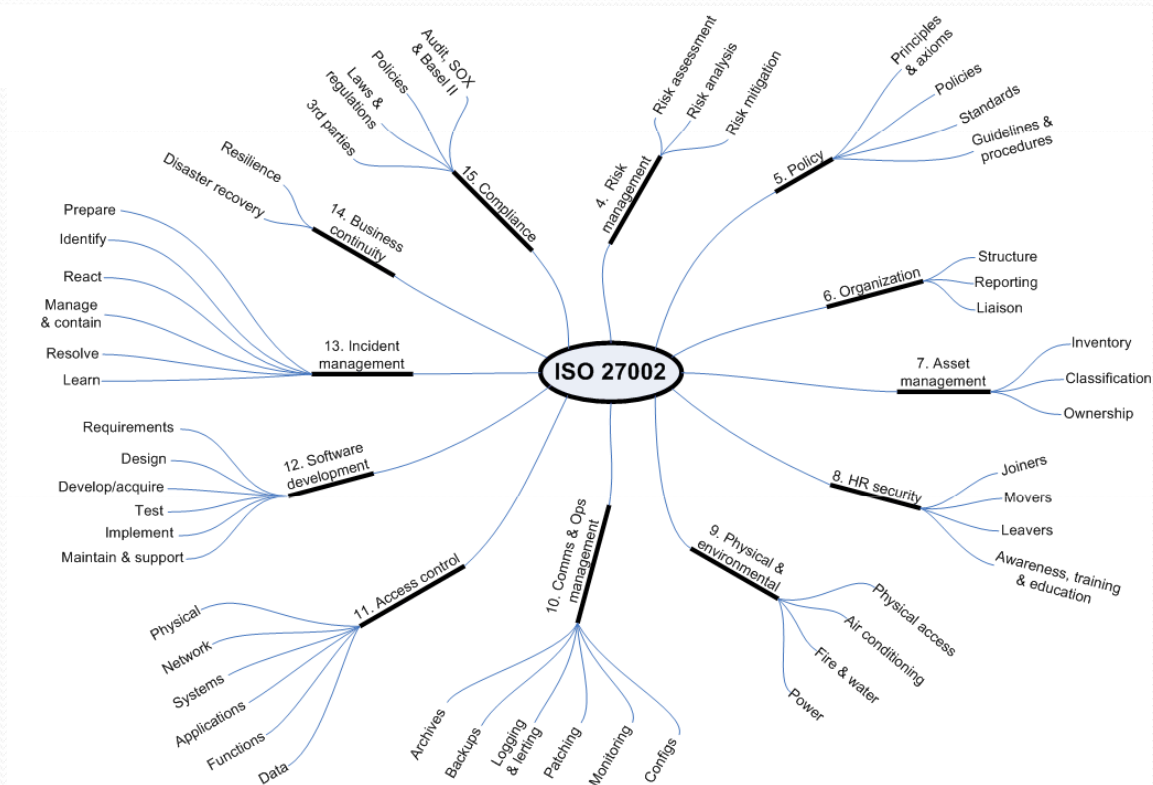 ISO 27002
4. Risk
management
Risk assessment
Risk analysis
Risk mitigation
5. Policy
Principles
& axioms
Policies
Standards
Guidelines &
procedures
6. Organization
Structure
Reporting
Liaison
7. Asset
management
Inventory
Classification
Ownership
8. HR security
Joiners
Movers
Leavers
Awareness, training
& education
9. Physical &
environmental
Physical access
Air conditioning
Fire & water
Power
10. Comms & Ops
management
Configs
Monitoring
Patching
Logging
& lerting
Backups
Archives
11. Access control
Data
Functions
Applications
Systems
Network
Physical
12. Software
development
Requirements
Design
Develop/acquire
Test
Implement
Maintain & support
13. Incident
management
Prepare
Identify
React
Manage
& contain
Resolve
Learn
14. Business
continuity
Resilience
Disaster recovery
15. Compliance
3rd parties
Laws &
regulations
Policies
Audit, SOX
& Basel II